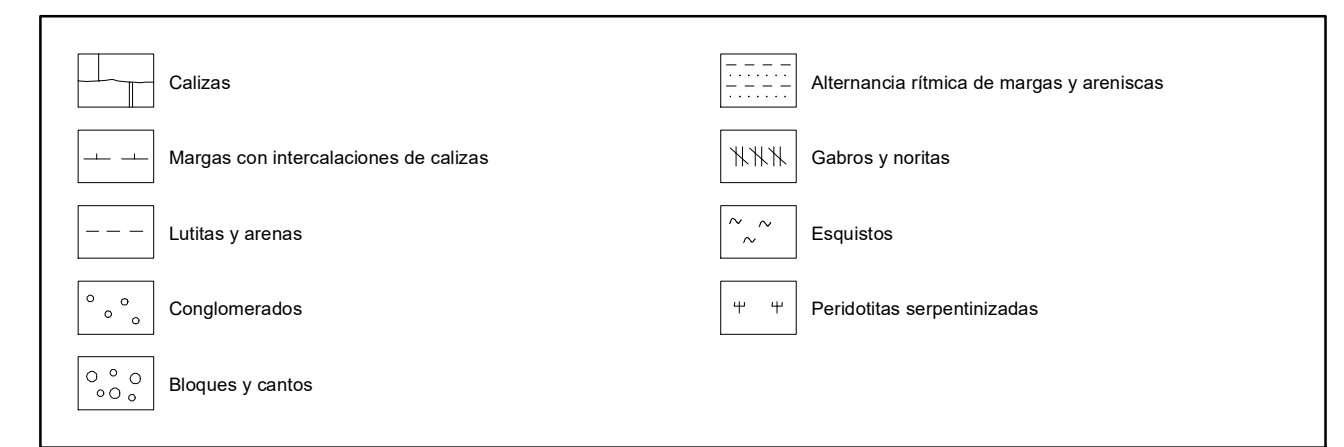 Calizas
Margas con intercalaciones de calizas
Lutitas y arenas
Conglomerados
Bloques y cantos
Alternancia rítmica de margas y areniscas
Gabros y noritas
Esquistos
Peridotitas serpentinizadas